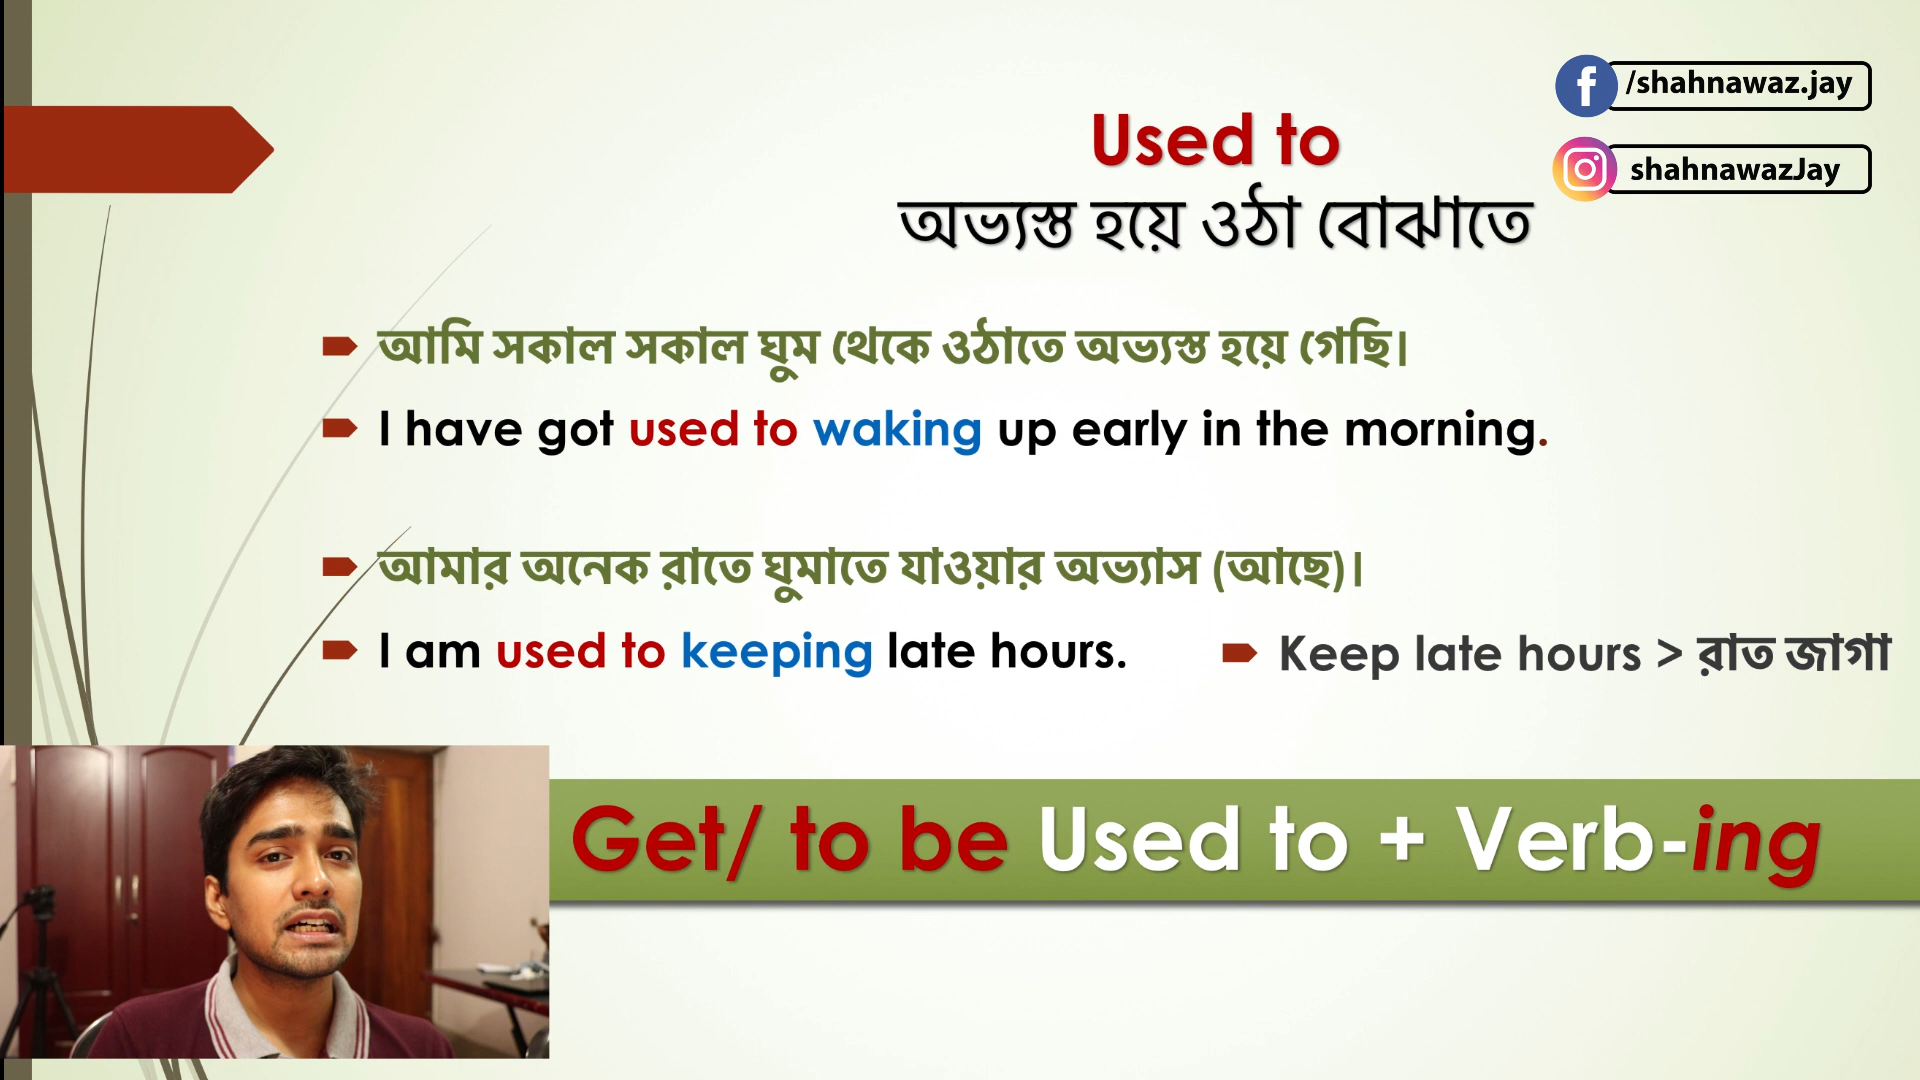 /shahnawaz.jay
shahnawazJay
Used to
অভ্যস্ত হয়ে ওঠা বোঝাতে
আমি সকাল সকাল ঘুম থেকে ওঠাতে অভ্যস্ত হয়ে গেছি।
I have got used to waking up early in the morning.
আমার অনেক রাতে ঘুমাতে যাওয়ার অভ্যাস (আছে)।
I am used to keeping late hours.
Keep late hours > রাত জাগা
Get/ to be Used to + Verb-ing